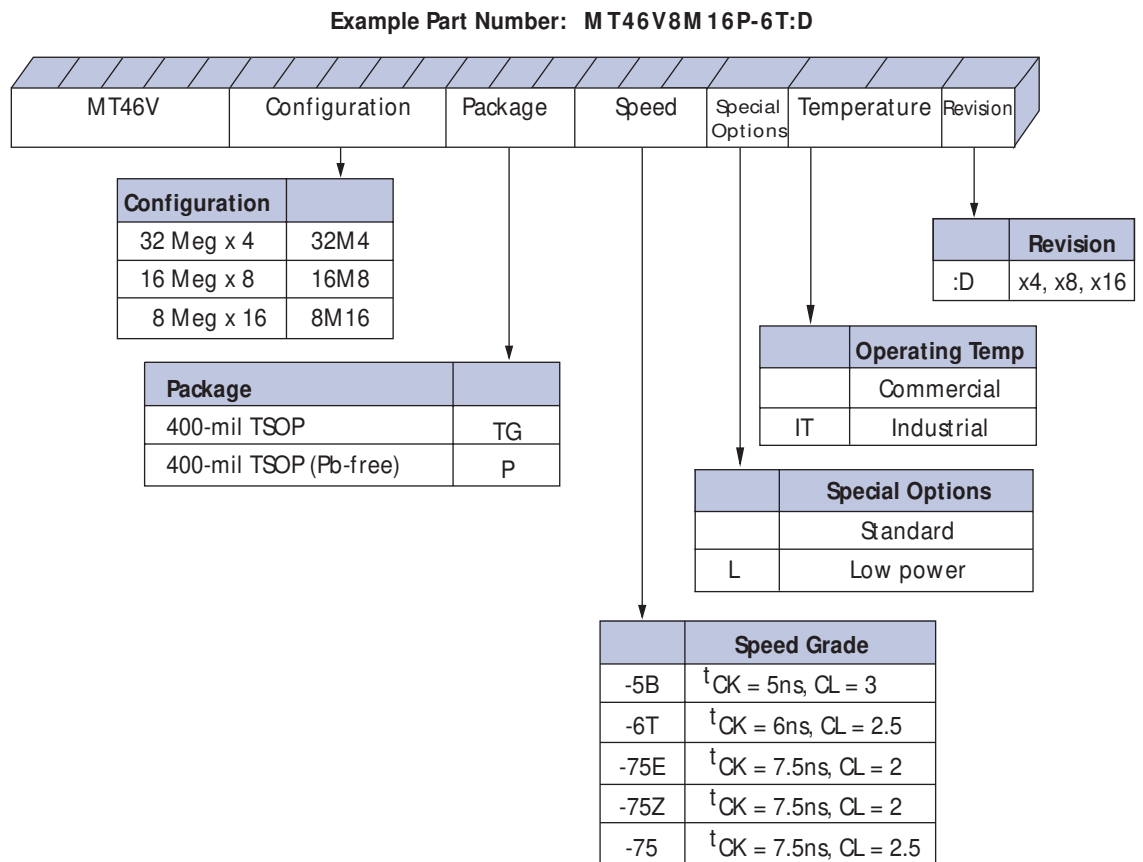 Example Part Number: MT46V8M16P-6T:D
MT46V Configuration Package Speed Special Options Temperature Revision
Configuration
32 Meg x 4 32M4
16 Meg x 8 16M8
8 Meg x 16 8M16
Revision
:D x4, x8, x16
Package
400-mil TSOP TG
400-mil TSOP (Pb-free) P
Operating Temp
Commercial
IT Industrial
Special Options
Standard
L Low power
Speed Grade
-5B tCK = 5ns, CL = 3
-6T tCK = 6ns, CL = 2.5
-75E tCK = 7.5ns, CL = 2
-75Z tCK = 7.5ns, CL = 2
-75 tCK = 7.5ns, CL = 2.5